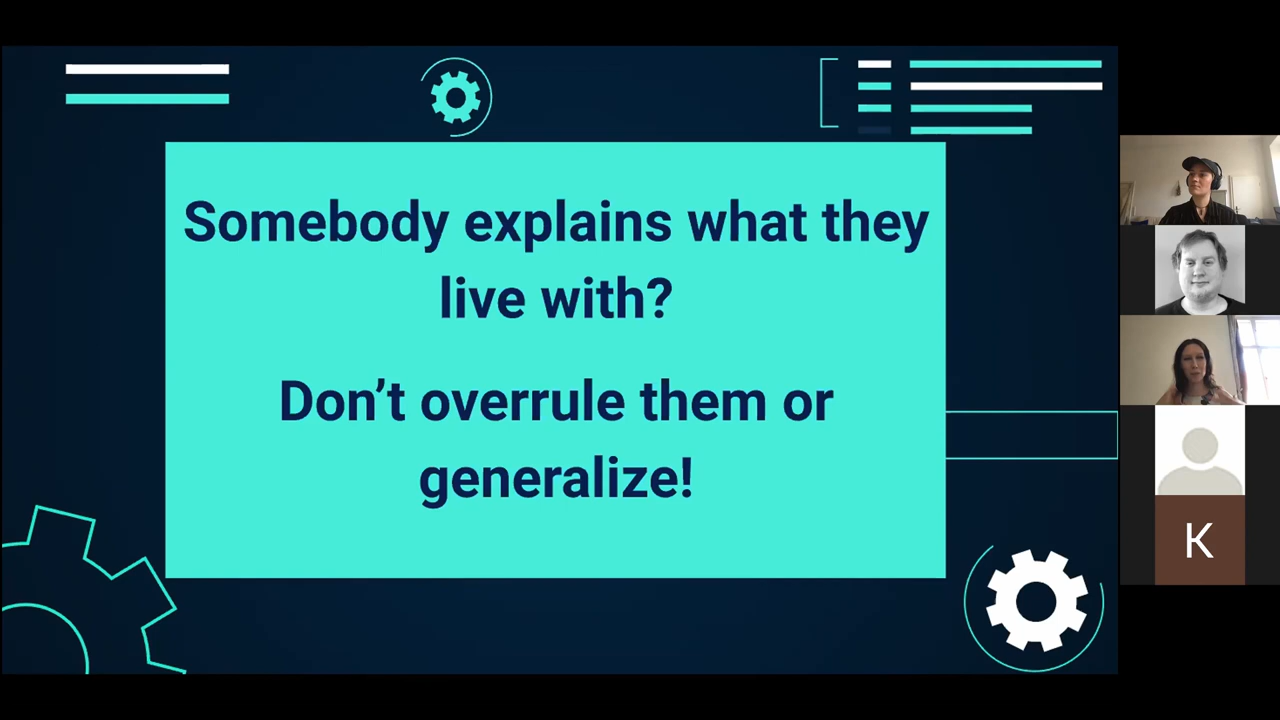 Somebody explains what they
live with?
Don’t overrule them or
generalize!
K